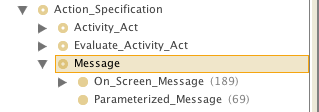 Action_Specification
Activity_Act
Evaluate_Activity_Act
Message
On_Screen_Message (189)
Parameterized_Message (69)